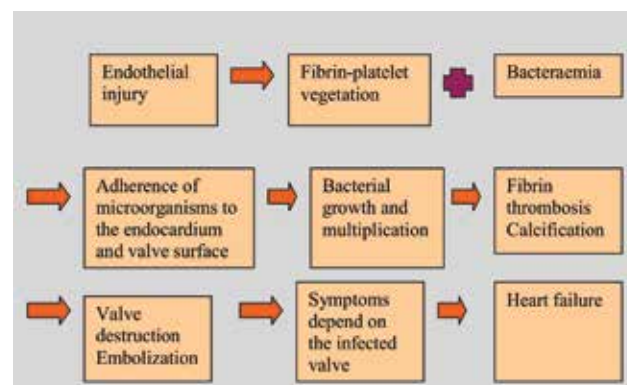 Endothelial
injury
Fibrin-platelet
vegetation
Bacteraemia
Adherence of
microorganisms to
the endocardium
and valve surface
Bacterial
growth and
multiplication
Fibrin
thrombosis
Calcification
Valve
destruction
Embolization
Symptoms
depend on
the infected
valve
Heart failure